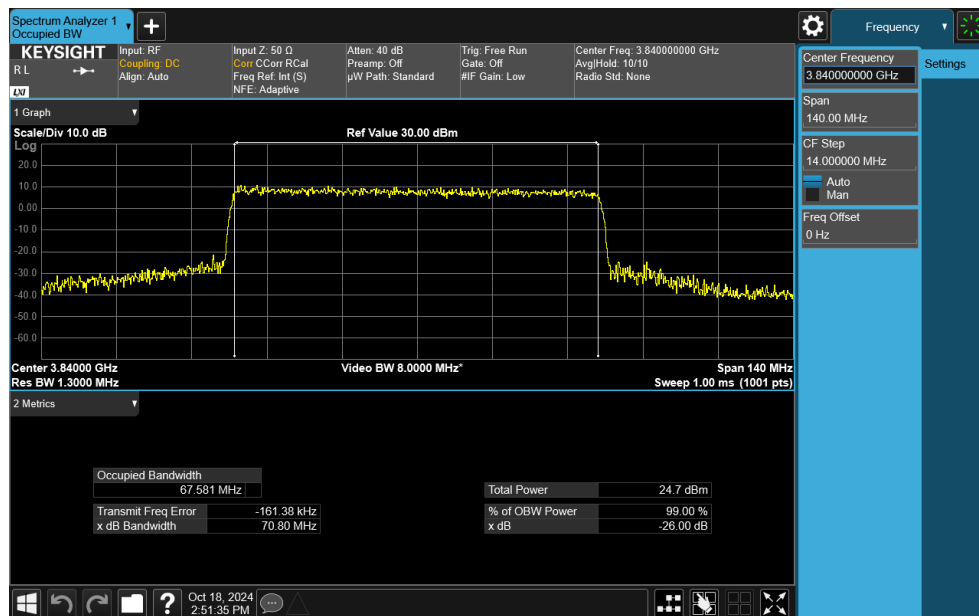 Spectrum Analyzer 1
Occupied BW
Frequency
KEYSIGHT
R L
LXI
Input: RF
Coupling: DC
Align: Auto
Input Z: 50 Ω
Corr CCorr RCal
Freq Ref: Int (S)
NFE: Adaptive
Atten: 40 dB
Preamp: Off
µW Path: Standard
Trig: Free Run
Gate: Off
#IF Gain: Low
Center Freq: 3.840000000 GHz
Avg|Hold: 10/10
Radio Std: None
Center Frequency
3.840000000 GHz
Settings
Span
140.00 MHz
CF Step
14.000000 MHz
Auto
Man
Freq Offset
0 Hz
1 Graph
Scale/Div 10.0 dB
Ref Value 30.00 dBm
Log
20.0
10.0
0.00
-10.0
-20.0
-30.0
-40.0
-50.0
-60.0
Center 3.84000 GHz
Video BW 8.0000 MHz*
Span 140 MHz
Res BW 1.3000 MHz
Sweep 1.00 ms (1001 pts)
2 Metrics
Occupied Bandwidth
67.581 MHz
Total Power 24.7 dBm
Transmit Freq Error -161.38 kHz
% of OBW Power 99.00 %
x dB Bandwidth 70.80 MHz
x dB -26.00 dB
?
Oct 18, 2024
2:51:35 PM